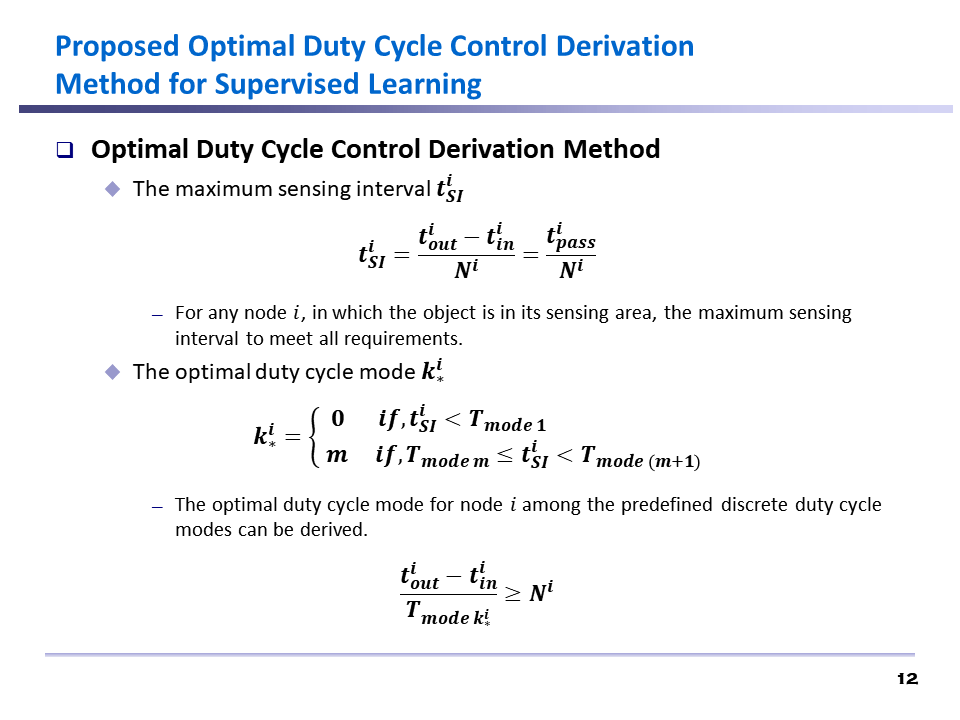 Proposed Optimal Duty Cycle Control Derivation
Method for Supervised Learning
❑ Optimal Duty Cycle Control Derivation Method
◆ The maximum sensing interval $t_{SI}^{i}$
$t_{SI}^{i} = \frac{t_{out}^{i} - t_{in}^{i}}{N^{i}} = \frac{t_{pass}^{i}}{N^{i}}$
– For any node $i$, in which the object is in its sensing area, the maximum sensing
interval to meet all requirements.
◆ The optimal duty cycle mode $k_{*}^{i}$
$k_{*}^{i} = \begin{cases} 0 & if, t_{SI}^{i} < T_{mode\ 1} \\ m & if, T_{mode\ m} \leq t_{SI}^{i} < T_{mode\ (m+1)} \end{cases}$
– The optimal duty cycle mode for node $i$ among the predefined discrete duty cycle
modes can be derived.
$\frac{t_{out}^{i} - t_{in}^{i}}{T_{mode\ k_{*}^{i}}} \geq N^{i}$
12